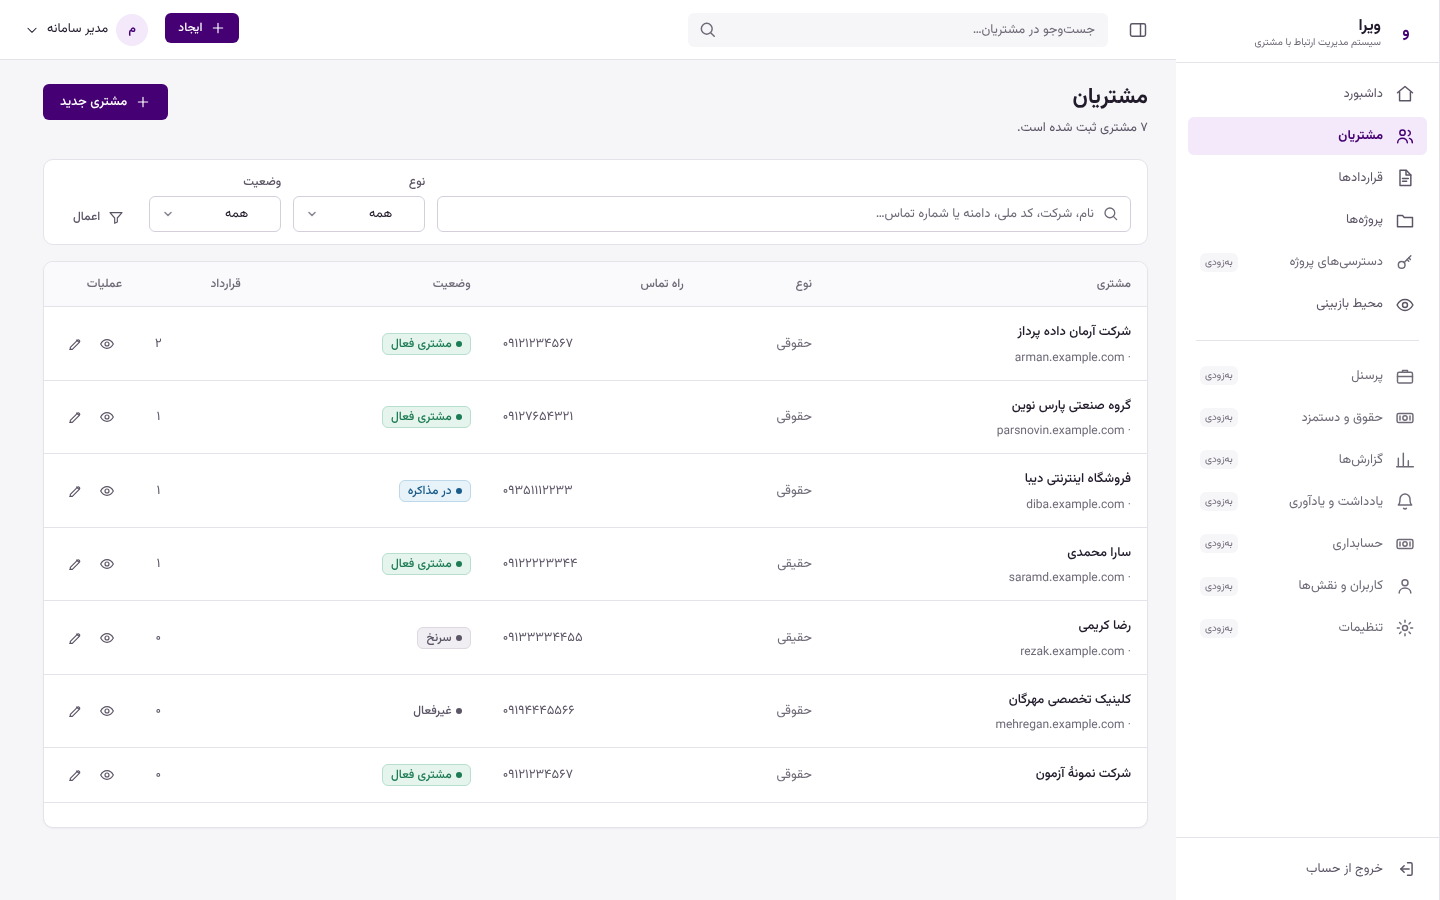 و
ویرا
سیستم مدیریت ارتباط با مشتری
داشبورد
مشتریان
قراردادها
پروژه‌ها
دسترسی‌های پروژه
به‌زودی
محیط بازبینی
پرسنل
به‌زودی
حقوق و دستمزد
به‌زودی
گزارش‌ها
به‌زودی
یادداشت و یادآوری
به‌زودی
حسابداری
به‌زودی
کاربران و نقش‌ها
به‌زودی
تنظیمات
به‌زودی
خروج از حساب
جست‌وجو در مشتریان...
ایجاد
م
مدیر سامانه
مشتریان
۷ مشتری ثبت شده است.
مشتری جدید
نام، شرکت، کد ملی، دامنه یا شماره تماس...
نوع
همه
وضعیت
همه
اعمال
مشتری نوع راه تماس وضعیت قرارداد عملیات
شرکت آرمان داده پرداز
· arman.example.com
حقوقی ۰۹۱۲۱۲۳۴۵۶۷ مشتری فعال ۲
گروه صنعتی پارس نوین
· parsnovin.example.com
حقوقی ۰۹۱۲۷۶۵۴۳۲۱ مشتری فعال ۱
فروشگاه اینترنتی دیبا
· diba.example.com
حقوقی ۰۹۳۵۱۱۱۲۲۳۳ در مذاکره ۱
سارا محمدی
· saramd.example.com
حقیقی ۰۹۱۲۲۲۲۳۳۴۴ مشتری فعال ۱
رضا کریمی
· rezak.example.com
حقیقی ۰۹۱۳۳۳۳۴۴۵۵ سرنخ ۰
کلینیک تخصصی مهرگان
· mehregan.example.com
حقوقی ۰۹۱۹۴۴۴۵۵۶۶ غیرفعال ۰
شرکت نمونهٔ آزمون
حقوقی ۰۹۱۲۱۲۳۴۵۶۷ مشتری فعال ۰